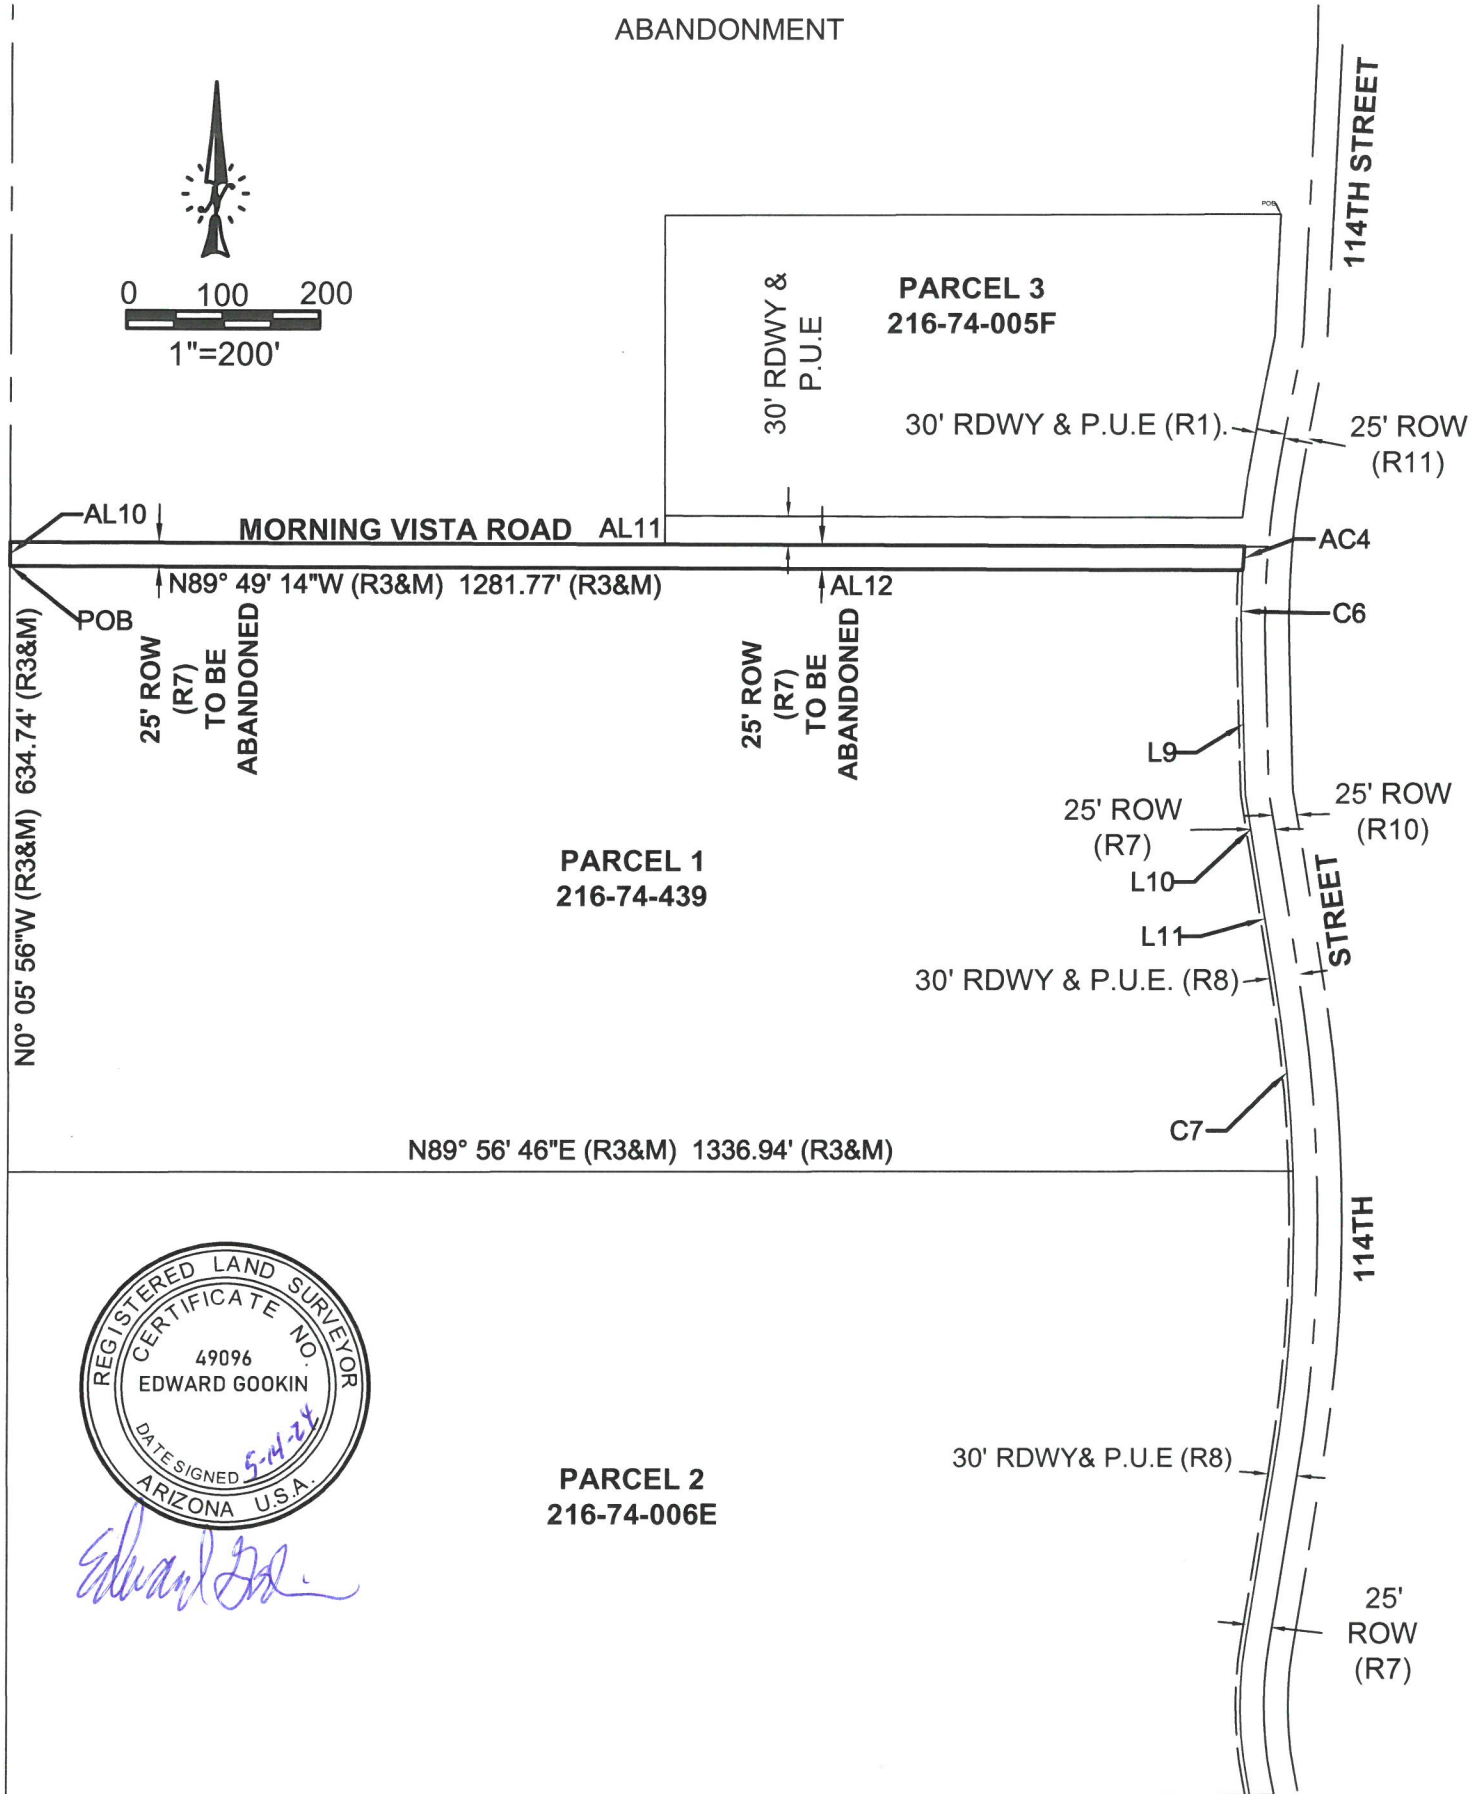 ABANDONMENT
114TH STREET
0 100 200
1"=200'
POB
PARCEL 3
216-74-005F
30' RDWY &
P.U.E
30' RDWY & P.U.E (R1).
25' ROW
(R11)
AL10
MORNING VISTA ROAD
AL11
AC4
N89° 49' 14"W (R3&M) 1281.77' (R3&M)
AL12
POB
C6
25' ROW
(R7)
TO BE
ABANDONED
25' ROW
(R7)
TO BE
ABANDONED
N0° 05' 56"W (R3&M) 634.74' (R3&M)
L9
25' ROW
(R7)
25' ROW
(R10)
PARCEL 1
216-74-439
L10
L11
STREET
30' RDWY & P.U.E. (R8)
C7
N89° 56' 46"E (R3&M) 1336.94' (R3&M)
114TH
REGISTERED LAND SURVEYOR
CERTIFICATE NO.
49096
EDWARD GOOKIN
DATE SIGNED 5-14-24
ARIZONA U.S.A.
30' RDWY& P.U.E (R8)
PARCEL 2
216-74-006E
25'
ROW
(R7)